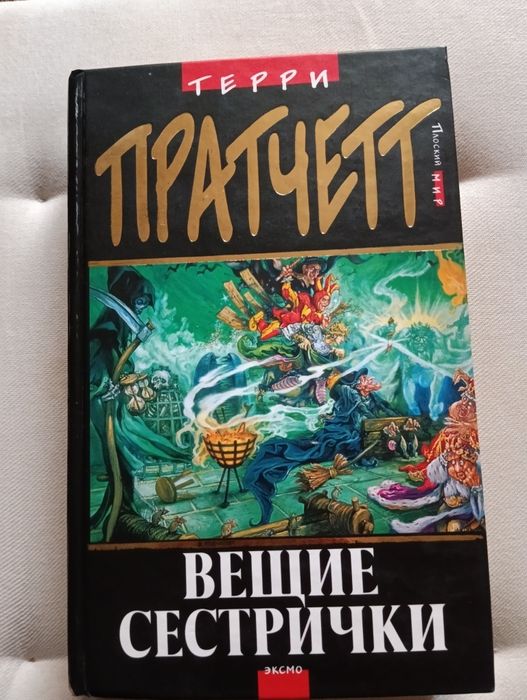 ТЕРРИ
ПРАТЧЕТТ
Плоский МИР
ВЕЩИЕ
СЕСТРИЧКИ
ЭКСМО